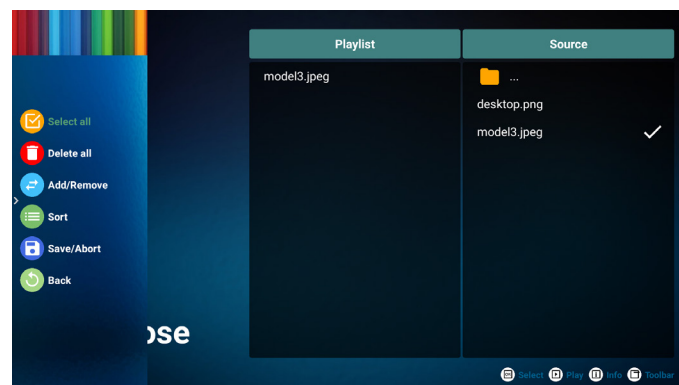 Playlist
Source
model3.jpeg
...
desktop.png
model3.jpeg
Select all
Delete all
Add/Remove
Sort
Save/Abort
Back
Select
Play
Info
Toolbar